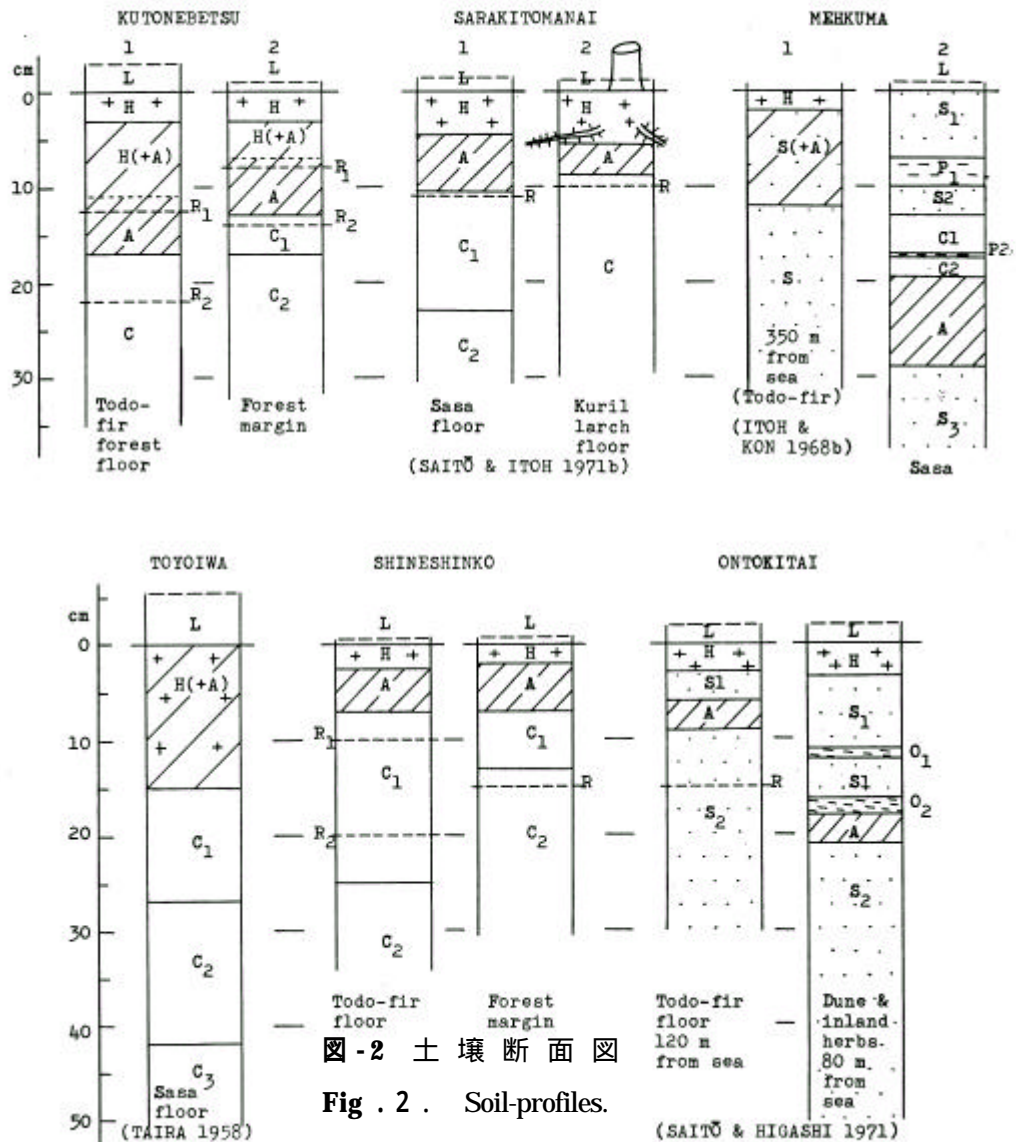 KUTONEBETSU SARAKITOMANAI MEHKUMA
1 2 1 2 1 2
cm L L L L L
0 H H H H H S1
H(+A) H(+A) A A S(+A) P1
10 R1 A R1 R R S2
A R2 C1 C1 C1 P2
20 R2 C2 C S C2
C C2 A
30 350 m
from
sea
S3
Todo-
fir
forest
floor
Forest
margin
Sasa
floor
Kuril
larch
floor
(Todo-fir)
(SAITŌ & ITOH 1971b)
(ITOH &
KON 1968b)
Sasa
TOYOIWA SHINESHINKO ONTOKITAI
cm L L L L L
0 H(+A) H H H H
A A S1 S1
A
10 R1 C1 C1 O1
R R S1
O2
20 C1 R2 C2 S2 A
S2
30 C2 C2
40
C3
50
Sasa
floor
(TAIRA 1958)
Todo-fir
floor
Forest
margin
Todo-fir
floor
120 m
from sea
Dune &
inland
herbs
80 m
from
sea
(SAITŌ & HIGASHI 1971)
図-2 土壌断面図
Fig. 2. Soil-profiles.